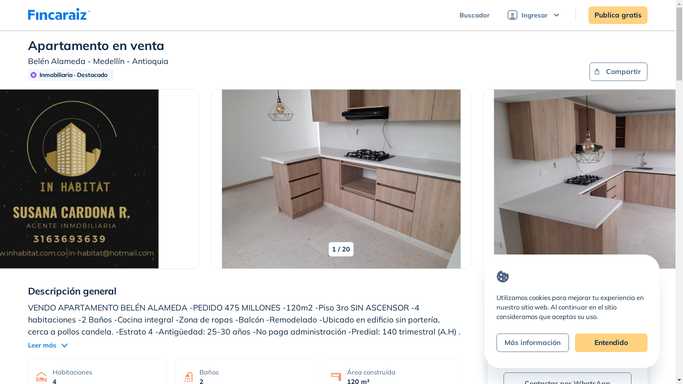 Fincaraiz
Buscador
Ingresar
Publica gratis
Apartamento en venta
Belén Alameda - Medellín - Antioquia
Inmobiliaria · Destacado
Compartir
IN HABITAT
SUSANA CARDONA R.
AGENTE INMOBILIARIA
3163693639
www.inhabitat.com.co-in-habitat@hotmail.com
1 / 20
Descripción general
VENDO APARTAMENTO BELÉN ALAMEDA -PEDIDO 475 MILLONES -120m2 -Piso 3ro SIN ASCENSOR -4
habitaciones -2 Baños -Cocina integral -Zona de ropas -Balcón -Remodelado -Ubicado en edificio sin portería,
cerca a pollos candela. -Estrato 4 -Antigüedad: 25-30 años -No paga administración -Predial: 140 trimestral (A.H) .
Leer más
Habitaciones
4
Baños
2
Área construida
120 m²
Utilizamos cookies para mejorar tu experiencia en
nuestro sitio web. Al continuar en el sitio
consideramos que aceptas su uso.
Más información
Entendido
Contactar por WhatsApp